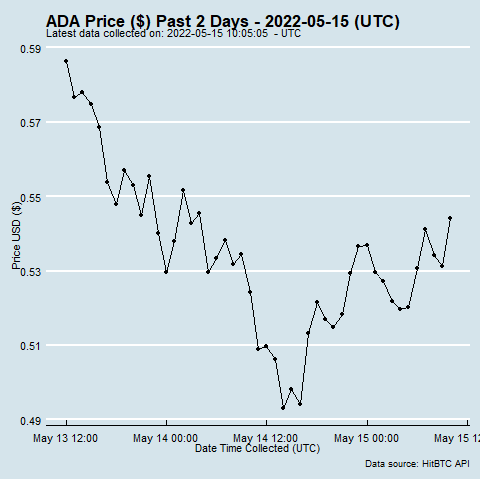 ADA Price ($) Past 2 Days - 2022-05-15 (UTC)
Latest data collected on: 2022-05-15 10:05:05 - UTC
0.59
0.57
0.55
0.53
0.51
0.49
Price USD ($)
May 13 12:00
May 14 00:00
May 14 12:00
May 15 00:00
May 15 12
Date Time Collected (UTC)
Data source: HitBTC API